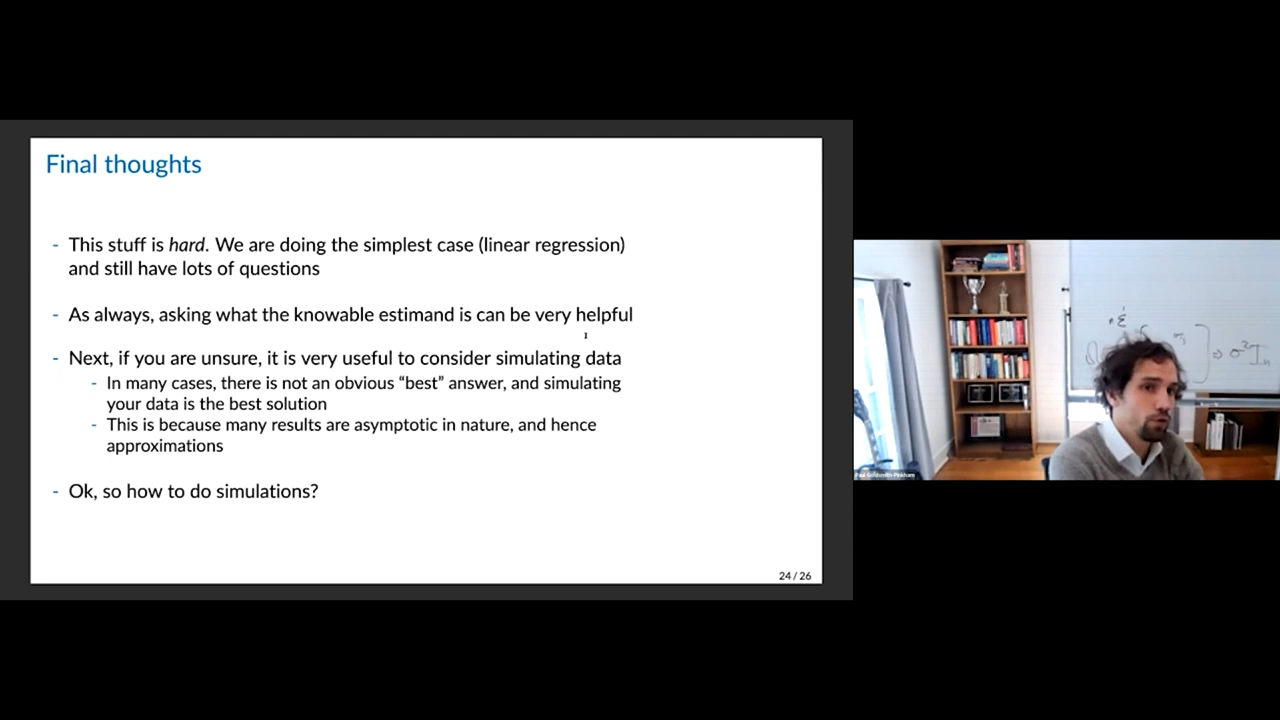 Final thoughts
- This stuff is hard. We are doing the simplest case (linear regression)
and still have lots of questions
- As always, asking what the knowable estimand is can be very helpful
- Next, if you are unsure, it is very useful to consider simulating data
- In many cases, there is not an obvious “best” answer, and simulating
your data is the best solution
- This is because many results are asymptotic in nature, and hence
approximations
- Ok, so how to do simulations?
24 / 26
Paul Goldsmith-Pinkham